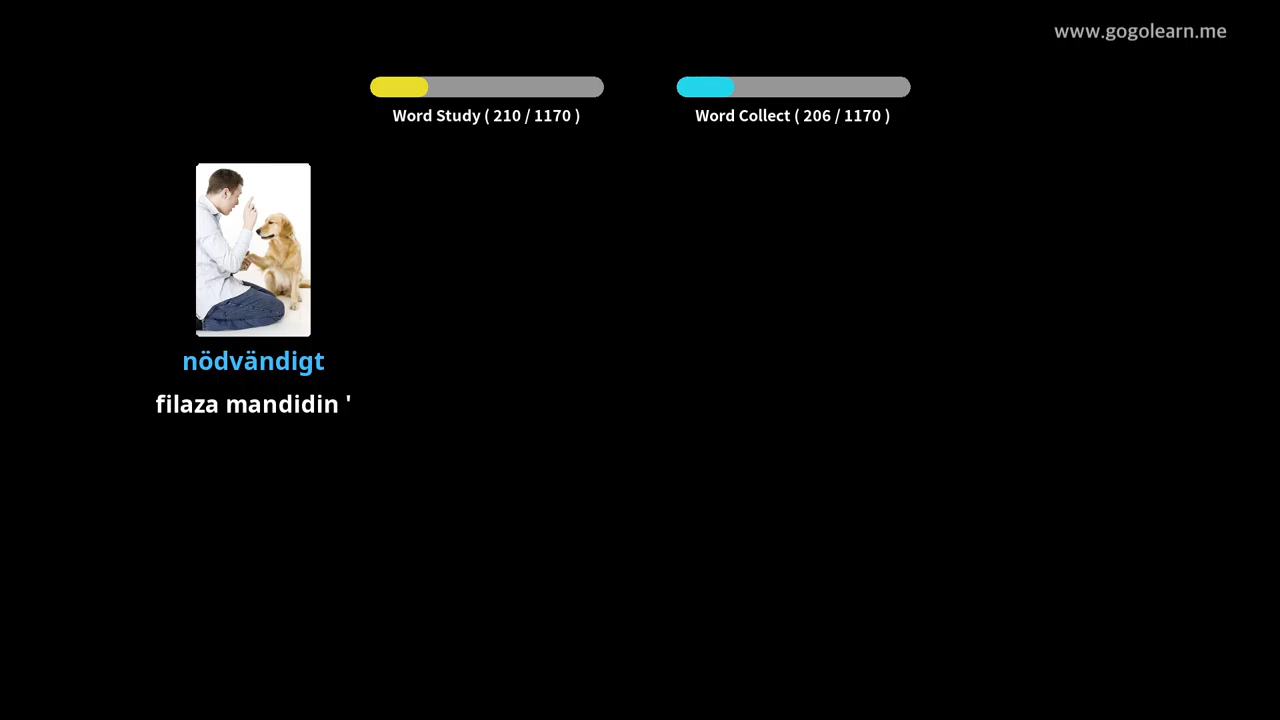 www.gogolearn.me
Word Study ( 210 / 1170 )
Word Collect ( 206 / 1170 )
nödvändigt
filaza mandidin '